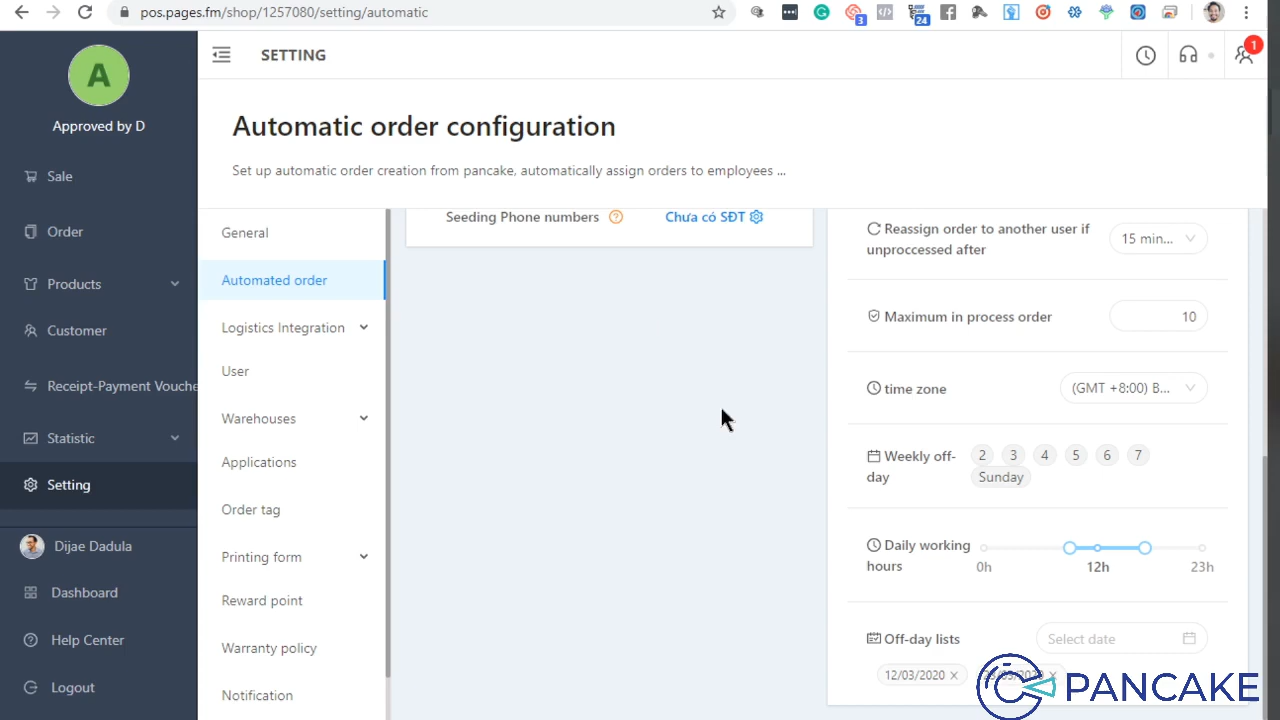 pos.pages.fm/shop/1257080/setting/automatic
3
24
A
Approved by D
Sale
Order
Products
Customer
Receipt-Payment Vouche
Statistic
Setting
Dijae Dadula
Dashboard
Help Center
Logout
SETTING
1
Automatic order configuration
Set up automatic order creation from pancake, automatically assign orders to employees ...
General
Automated order
Logistics Integration
User
Warehouses
Applications
Order tag
Printing form
Reward point
Warranty policy
Notification
Seeding Phone numbers
Chưa có SĐT
Reassign order to another user if
unproccessed after
15 min...
Maximum in process order
10
time zone
(GMT +8:00) B...
Weekly off-
day
2 3 4 5 6 7
Sunday
Daily working
hours
0h 12h 23h
Off-day lists
Select date
12/03/2020
PANCAKE